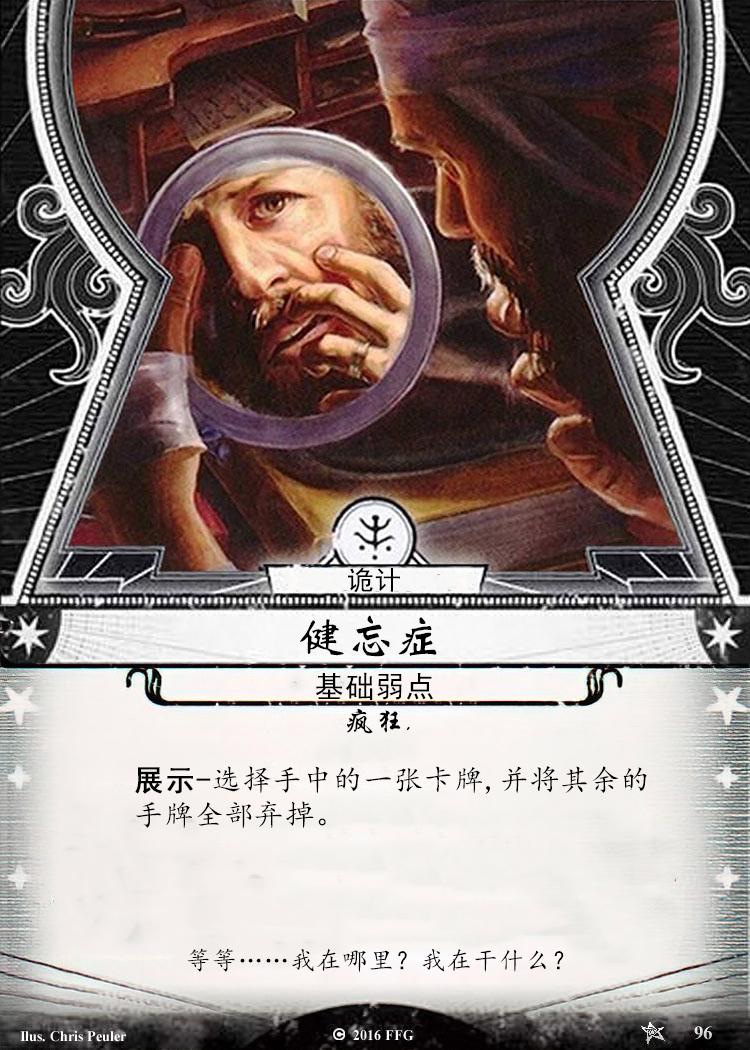 诡计
健忘症
基础弱点
疯狂.
展示-选择手中的一张卡牌,并将其余的
手牌全部弃掉。
等等……我在哪里?我在干什么?
Ilus. Chris Peuler
© 2016 FFG
96